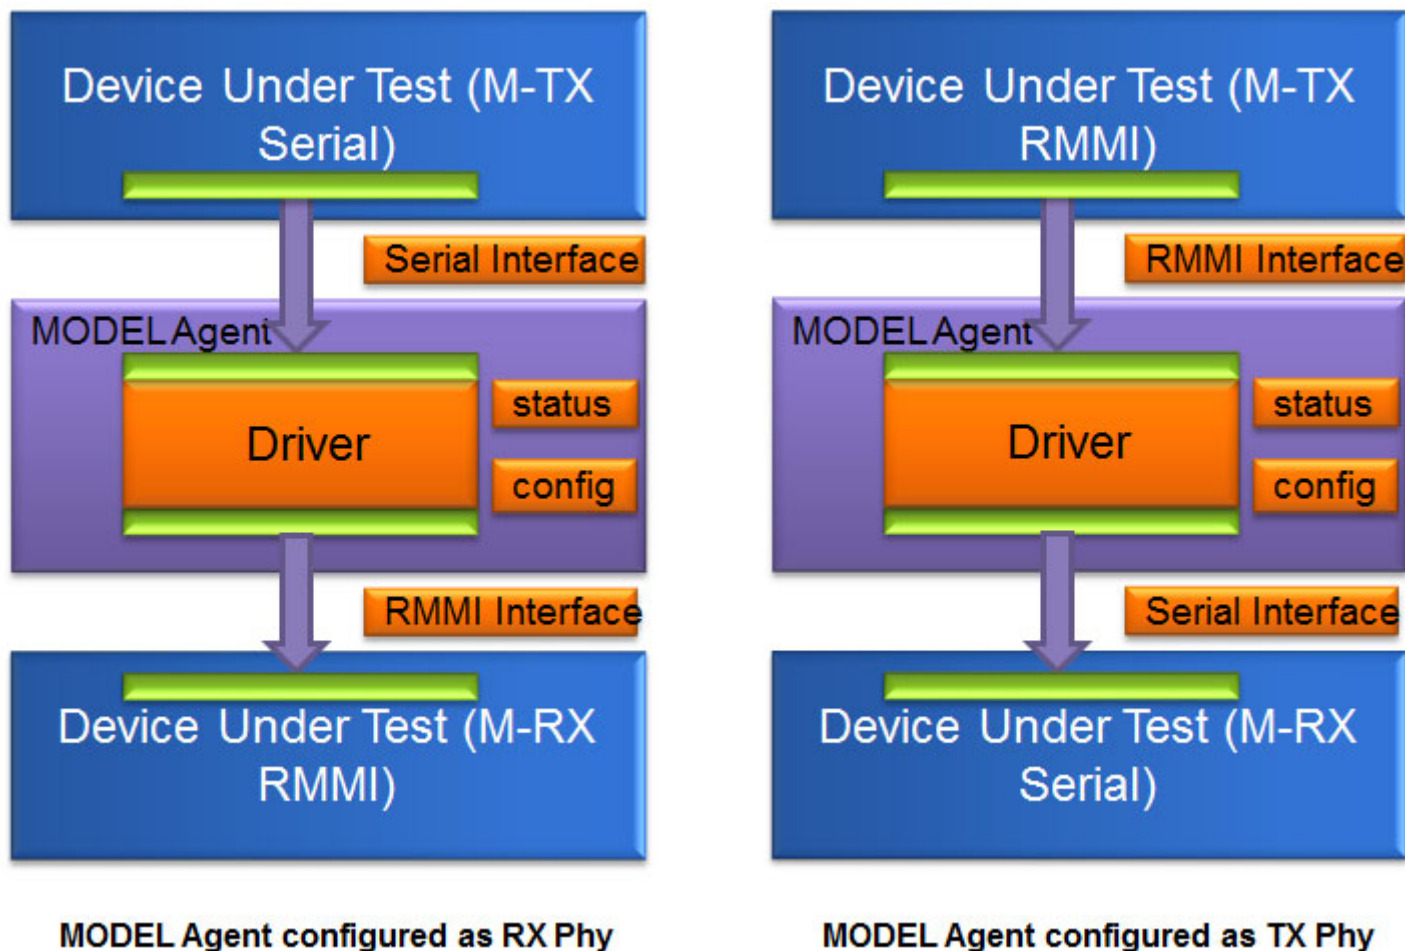 Device Under Test (M-TX
Serial)
Serial Interface
MODEL Agent
status
Driver
config
RMMI Interface
Device Under Test (M-RX
RMMI)
MODEL Agent configured as RX Phy
Device Under Test (M-TX
RMMI)
RMMI Interface
MODEL Agent
status
Driver
config
Serial Interface
Device Under Test (M-RX
Serial)
MODEL Agent configured as TX Phy